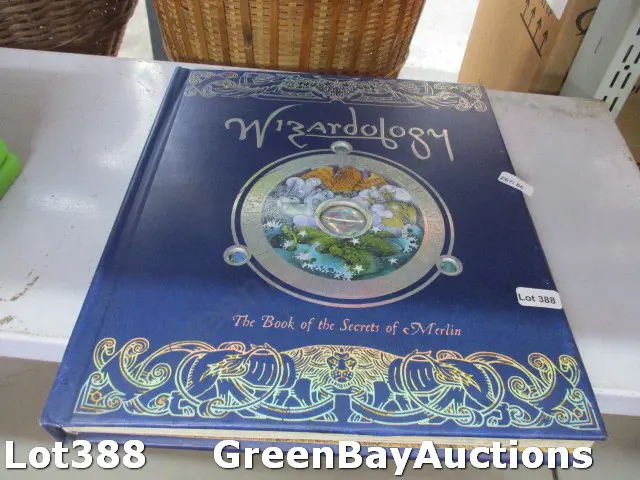 Wizardology
The Book of the Secrets of Merlin
Lot 388
Lot388 GreenBayAuctions